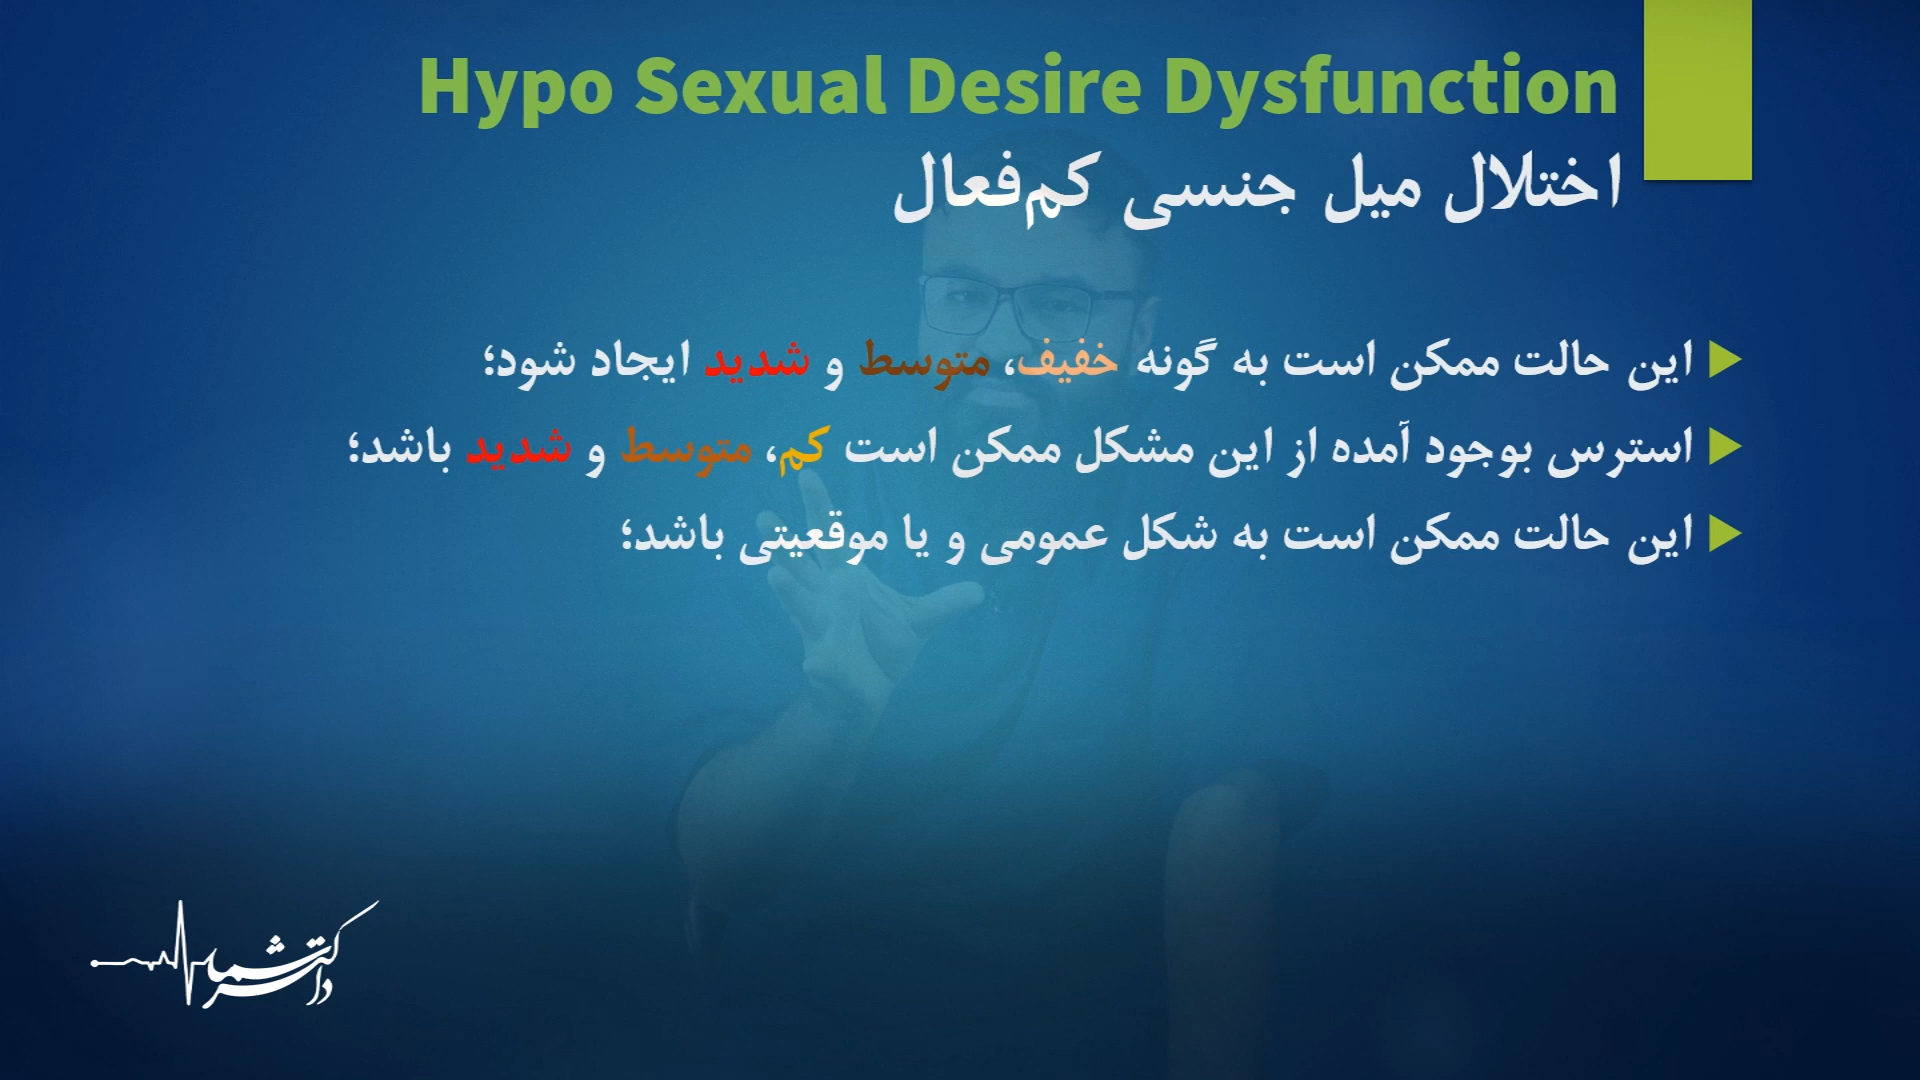 Hypo Sexual Desire Dysfunction
اختلال میل جنسی کم‌فعال
این حالت ممکن است به گونه خفیف، متوسط و شدید ایجاد شود؛
استرس بوجود آمده از این مشکل ممکن است کم، متوسط و شدید باشد؛
این حالت ممکن است به شکل عمومی و یا موقعیتی باشد؛
داکتر شما